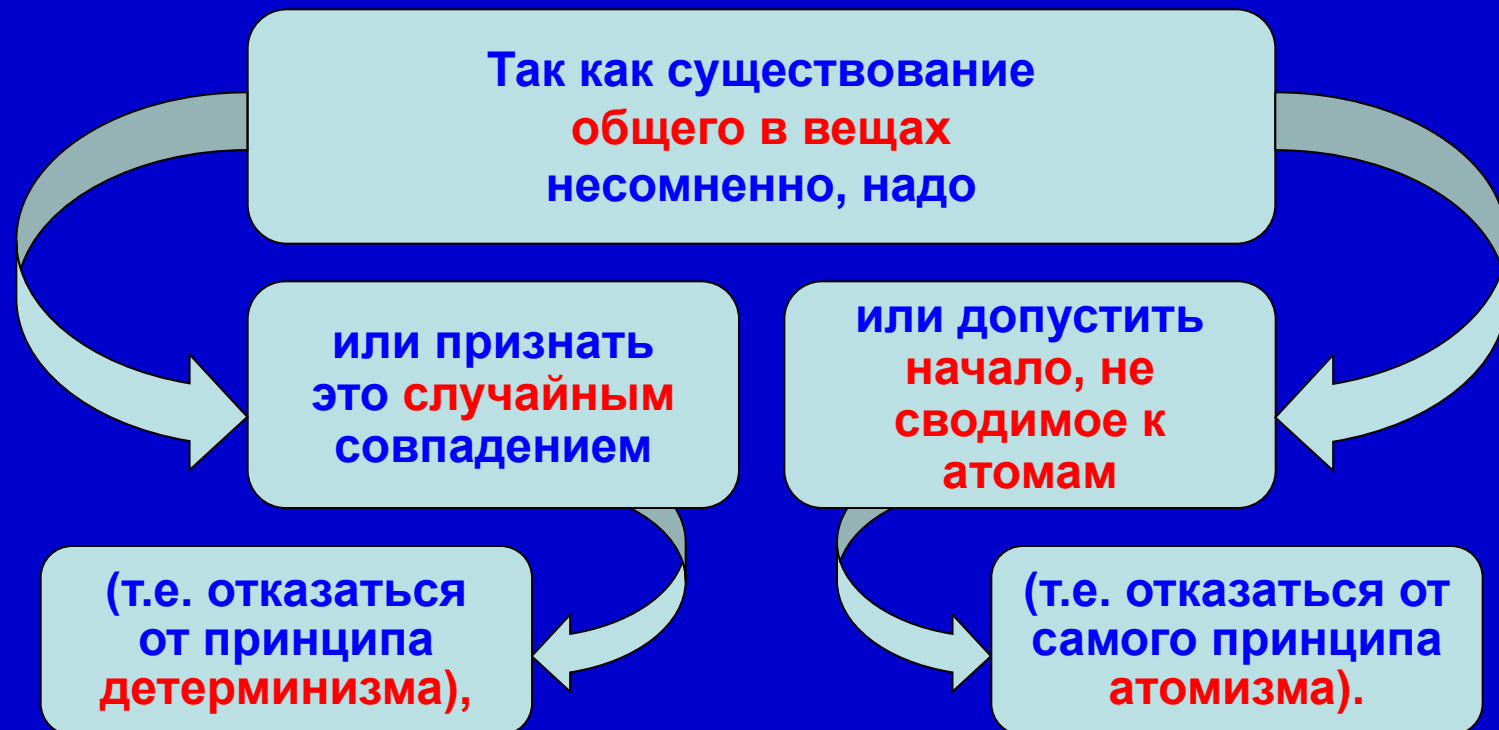 Так как существование
общего в вещах
несомненно, надо
или признать
это случайным
совпадением
или допустить
начало, не
сводимое к
атомам
(т.е. отказаться
от принципа
детерминизма),
(т.е. отказаться от
самого принципа
атомизма).